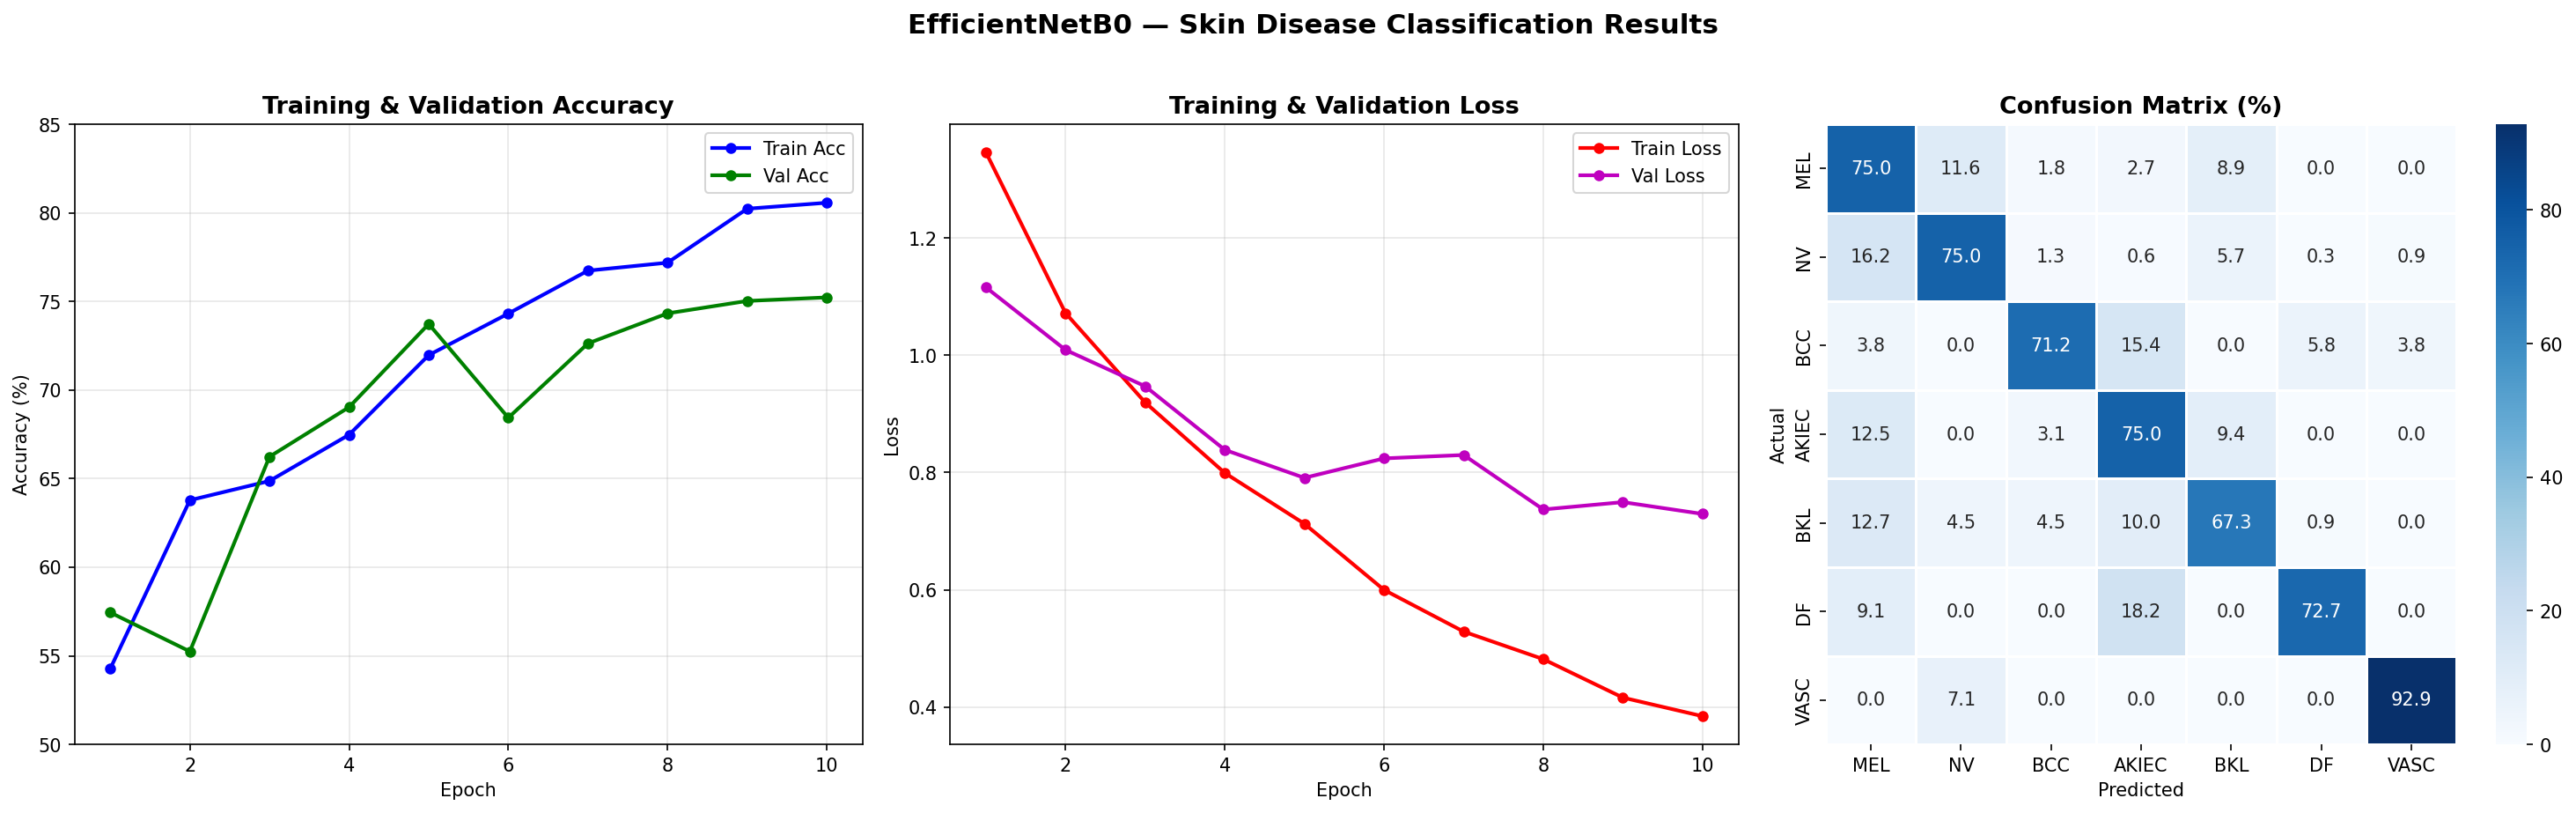 EfficientNetB0 — Skin Disease Classification Results
Training & Validation Accuracy
Accuracy (%)
85
80
75
70
65
60
55
50
2 4 6 8 10
Epoch
Train Acc
Val Acc
Training & Validation Loss
Loss
1.2
1.0
0.8
0.6
0.4
2 4 6 8 10
Epoch
Train Loss
Val Loss
Confusion Matrix (%)
Actual
MEL 75.0 11.6 1.8 2.7 8.9 0.0 0.0
NV 16.2 75.0 1.3 0.6 5.7 0.3 0.9
BCC 3.8 0.0 71.2 15.4 0.0 5.8 3.8
AKIEC 12.5 0.0 3.1 75.0 9.4 0.0 0.0
BKL 12.7 4.5 4.5 10.0 67.3 0.9 0.0
DF 9.1 0.0 0.0 18.2 0.0 72.7 0.0
VASC 0.0 7.1 0.0 0.0 0.0 0.0 92.9
MEL NV BCC AKIEC BKL DF VASC
Predicted
80
60
40
20
0